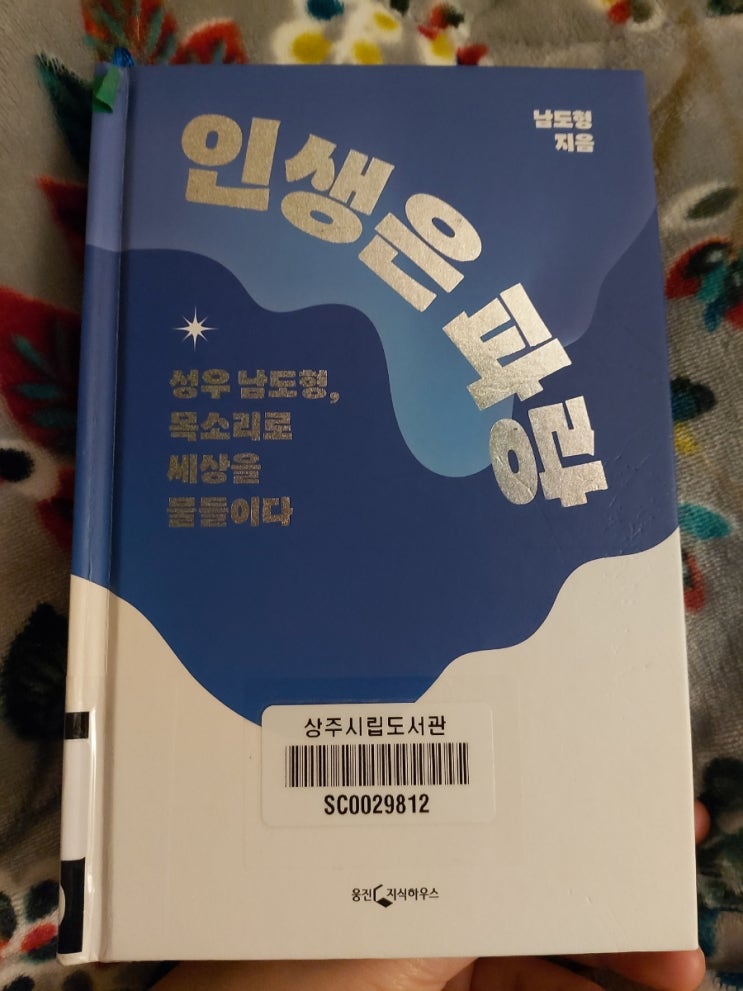 인생은 파랑
남도형
지음
성우 남도형,
목소리로
세상을
물들이다
상주시립도서관
SC0029812
웅진 지식하우스